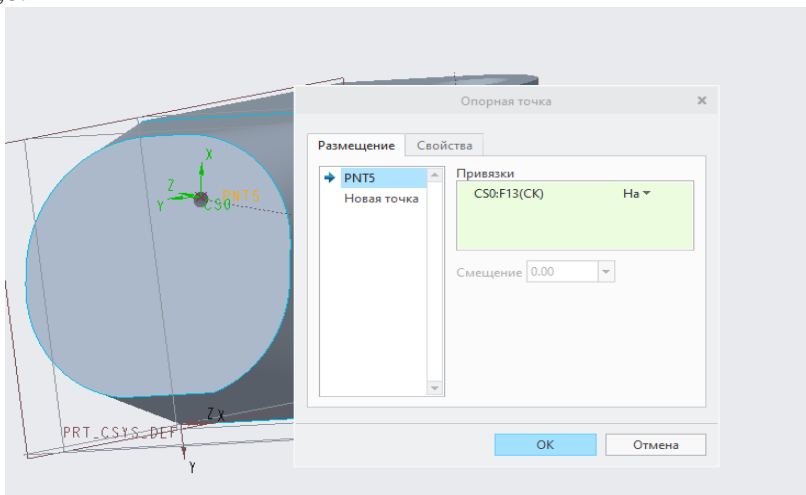 Опорная точка
Размещение Свойства
PNT5
Новая точка
Привязки
CS0:F13(СК) На
Смещение 0.00
ОК Отмена
X
Z
Y
PNT5
CS0
Z X
PRT_CSYS_DEF
Y